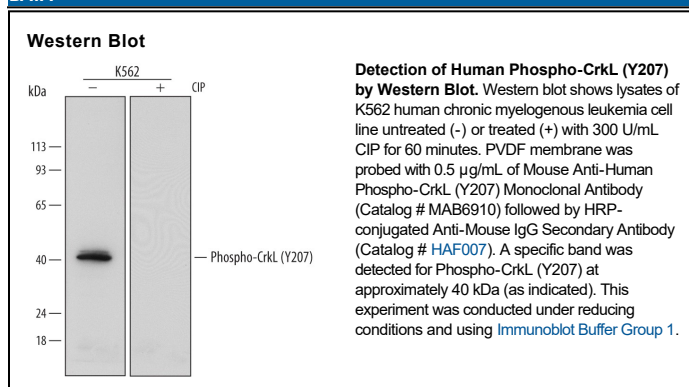 Western Blot
K562
kDa
–
+
CIP
113
93
65
40
Phospho-CrkL (Y207)
24
18
Detection of Human Phospho-CrkL (Y207)
by Western Blot. Western blot shows lysates of
K562 human chronic myelogenous leukemia cell
line untreated (-) or treated (+) with 300 U/mL
CIP for 60 minutes. PVDF membrane was
probed with 0.5 µg/mL of Mouse Anti-Human
Phospho-CrkL (Y207) Monoclonal Antibody
(Catalog # MAB6910) followed by HRP-
conjugated Anti-Mouse IgG Secondary Antibody
(Catalog # HAF007). A specific band was
detected for Phospho-CrkL (Y207) at
approximately 40 kDa (as indicated). This
experiment was conducted under reducing
conditions and using Immunoblot Buffer Group 1.